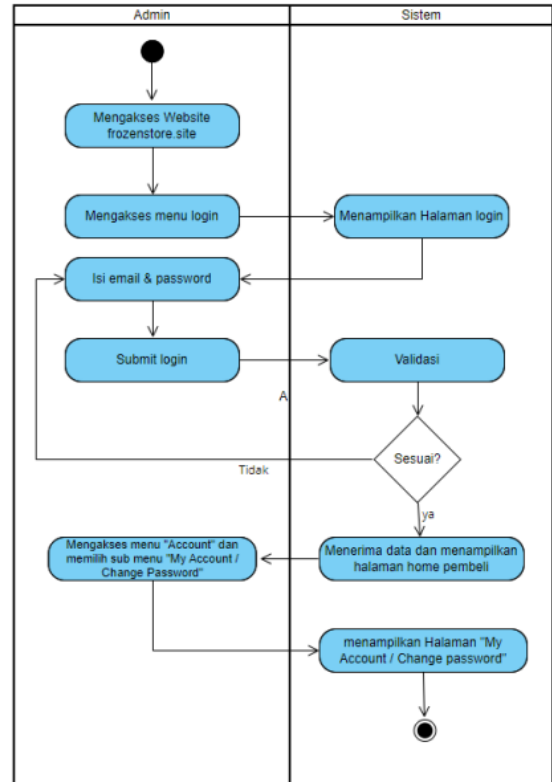 Admin
Sistem
Mengakses Website
frozenstore.site
Mengakses menu login
Menampilkan Halaman login
Isi email & password
Submit login
Validasi
A
Sesuai?
Tidak
ya
Mengakses menu "Account" dan
memilih sub menu "My Account /
Change Password"
Menerima data dan menampilkan
halaman home pembeli
menampilkan Halaman "My
Account / Change password"